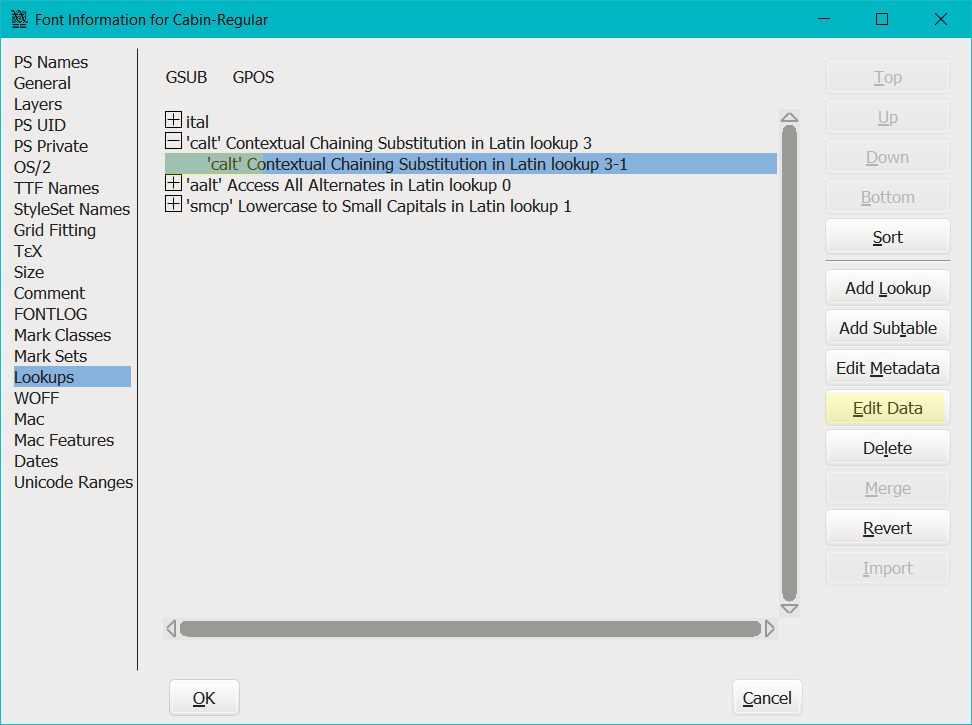 Font Information for Cabin-Regular
PS Names
General
Layers
PS UID
PS Private
OS/2
TTF Names
StyleSet Names
Grid Fitting
ΤεΧ
Size
Comment
FONTLOG
Mark Classes
Mark Sets
Lookups
WOFF
Mac
Mac Features
Dates
Unicode Ranges
GSUB GPOS
ital
'calt' Contextual Chaining Substitution in Latin lookup 3
'calt' Contextual Chaining Substitution in Latin lookup 3-1
'aalt' Access All Alternates in Latin lookup 0
'smcp' Lowercase to Small Capitals in Latin lookup 1
Top
Up
Down
Bottom
Sort
Add Lookup
Add Subtable
Edit Metadata
Edit Data
Delete
Merge
Revert
Import
OK
Cancel